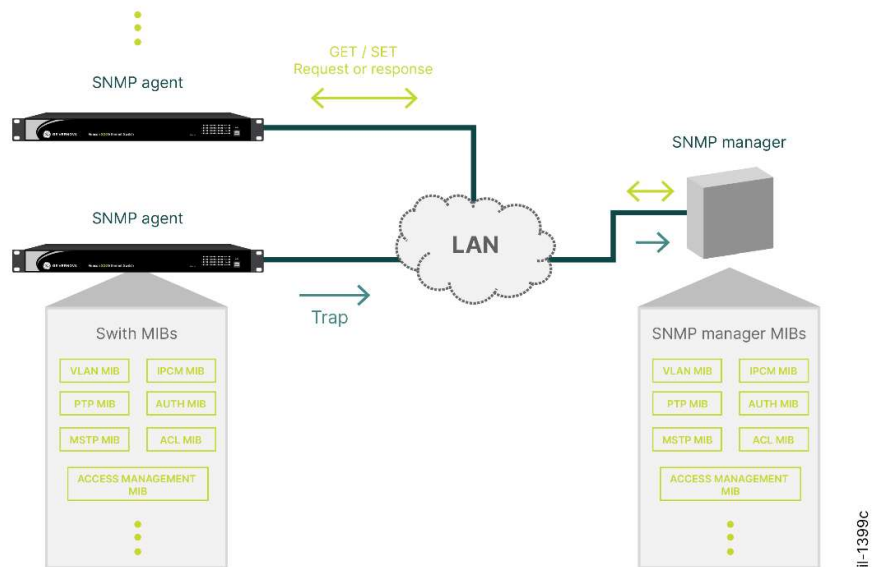 GET / SET
Request or response
SNMP agent
SNMP manager
SNMP agent
LAN
Trap
Swith MIBs
VLAN MIB
IPCM MIB
PTP MIB
AUTH MIB
MSTP MIB
ACL MIB
ACCESS MANAGEMENT
MIB
SNMP manager MIBs
VLAN MIB
IPCM MIB
PTP MIB
AUTH MIB
MSTP MIB
ACL MIB
ACCESS MANAGEMENT
MIB
il-1399c